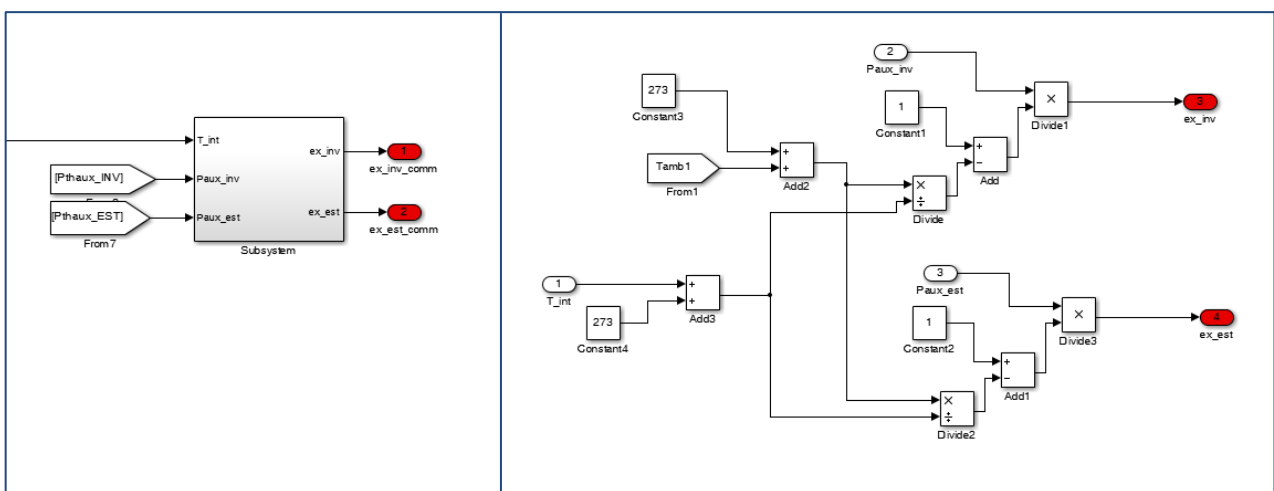 T_int
ex_inv
1
ex_inv_comm
[Pthaux_INV]
Paux_inv
[Pthaux_EST]
Paux_est
ex_est
2
ex_est_comm
From7
Subsystem
2
Paux_inv
273
Constant3
1
Constant1
×
Divide1
3
ex_inv
Tamb1
From1
+
+
Add2
+
−
Add
×
÷
Divide
1
T_int
273
Constant4
+
+
Add3
3
Paux_est
1
Constant2
×
Divide3
4
ex_est
+
−
Add1
×
÷
Divide2